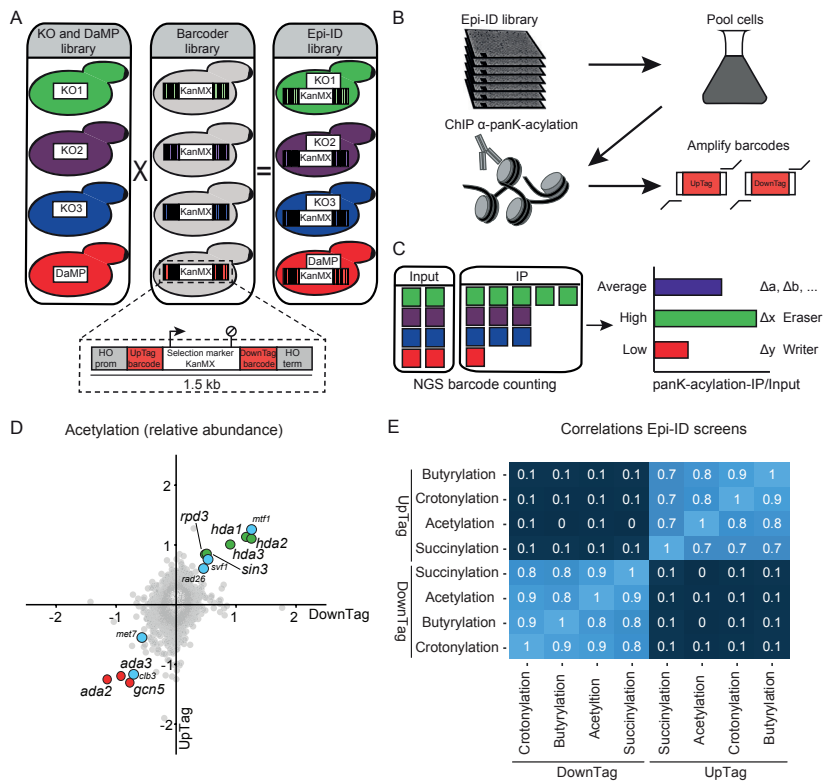 A
KO and DaMP
library
Barcoder
library
Epi-ID
library
KO1
KO2
KO3
DaMP
X
KanMX
KanMX
KanMX
KanMX
=
KO1
KanMX
KO2
KanMX
KO3
KanMX
DaMP
KanMX
HO
prom
UpTag
barcode
Selection marker
KanMX
DownTag
barcode
HO
term
1.5 kb
B
Epi-ID library
Pool cells
ChIP α-panK-acylation
Amplify barcodes
UpTag
DownTag
C
Input
IP
NGS barcode counting
Average
High
Low
Δa, Δb, ...
Δx Eraser
Δy Writer
panK-acylation-IP/Input
D
Acetylation (relative abundance)
2
1
-1
-2
-2
-1
1
2
DownTag
UpTag
rpd3
hda1
mtf1
hda2
hda3
sin3
svf1
rad26
met7
ada3
clb3
ada2
gcn5
E
Correlations Epi-ID screens
UpTag
DownTag
Butyrylation - 0.1 0.1 0.1 0.1 0.7 0.8 0.9 1
Crotonylation - 0.1 0.1 0.1 0.1 0.7 0.8 1 0.9
Acetylation - 0.1 0 0.1 0 0.7 1 0.8 0.8
Succinylation - 0.1 0.1 0.1 0.1 1 0.7 0.7 0.7
Succinylation - 0.8 0.8 0.9 1 0.1 0 0.1 0.1
Acetylation - 0.9 0.8 1 0.9 0.1 0.1 0.1 0.1
Butyrylation - 0.9 1 0.8 0.8 0.1 0 0.1 0.1
Crotonylation - 1 0.9 0.9 0.8 0.1 0.1 0.1 0.1
Crotonylation -
Butyrylation -
Acetyltion -
Succinylation -
Succinylation -
Acetylation -
Crotonylation -
Butyrylation -
DownTag
UpTag